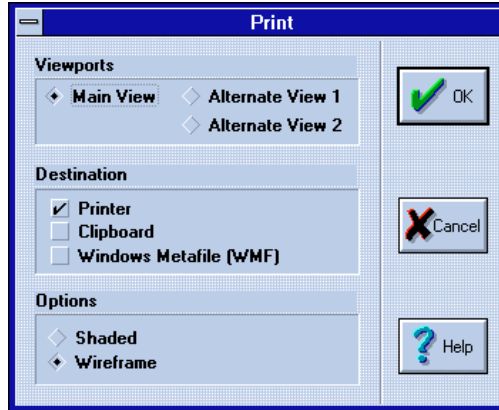 Print
Viewports
Main View
Alternate View 1
Alternate View 2
Destination
Printer
Clipboard
Windows Metafile (WMF)
Options
Shaded
Wireframe
OK
Cancel
Help